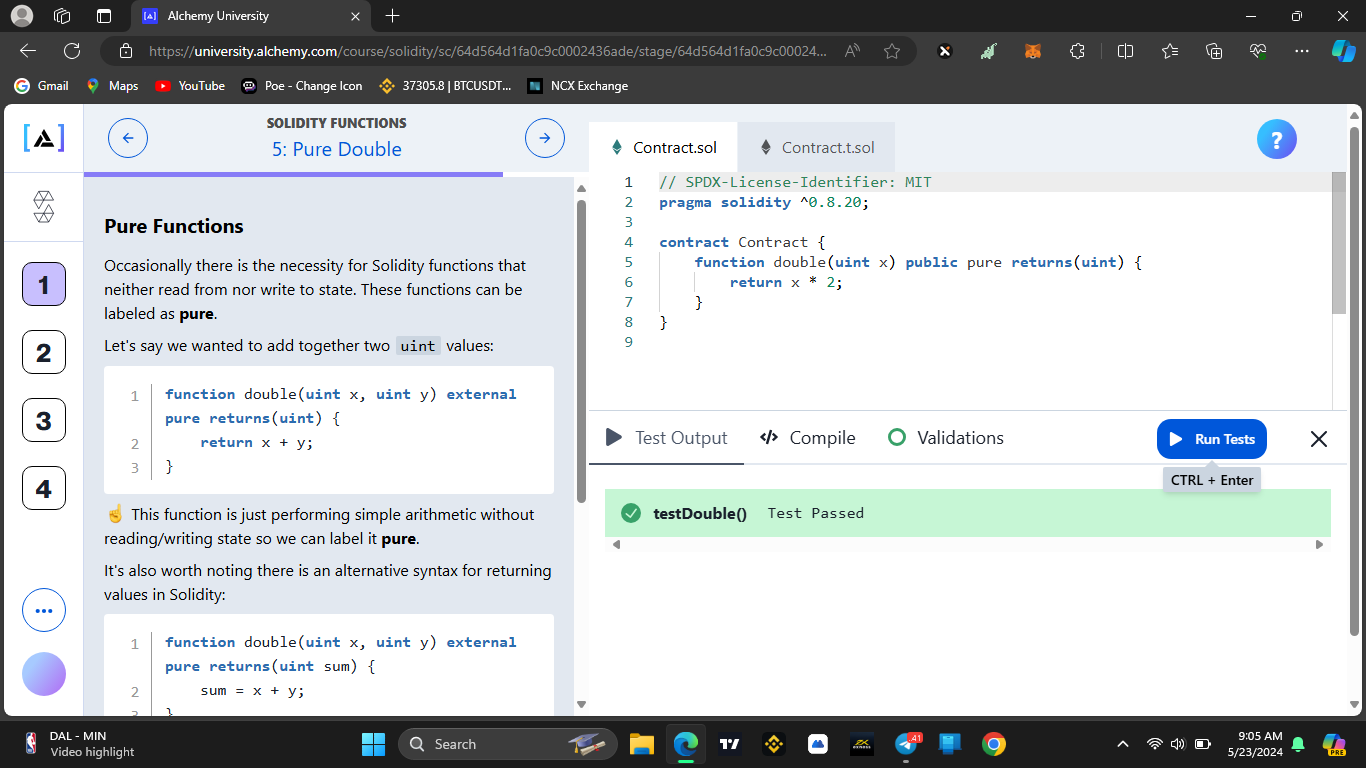 Alchemy University
https://university.alchemy.com/course/solidity/sc/64d564d1fa0c9c0002436ade/stage/64d564d1fa0c9c00024...
Gmail
Maps
YouTube
Poe - Change Icon
37305.8 | BTCUSDT...
NCX Exchange
SOLIDITY FUNCTIONS
5: Pure Double
1
2
3
4
Pure Functions
Occasionally there is the necessity for Solidity functions that
neither read from nor write to state. These functions can be
labeled as pure.
Let's say we wanted to add together two uint values:
1 function double(uint x, uint y) external
pure returns(uint) {
2 return x + y;
3 }
☝ This function is just performing simple arithmetic without
reading/writing state so we can label it pure.
It's also worth noting there is an alternative syntax for returning
values in Solidity:
1 function double(uint x, uint y) external
pure returns(uint sum) {
2 sum = x + y;
3 }
Contract.sol
Contract.t.sol
?
1 // SPDX-License-Identifier: MIT
2 pragma solidity ^0.8.20;
3
4 contract Contract {
5 function double(uint x) public pure returns(uint) {
6 return x * 2;
7 }
8 }
9
Test Output
Compile
Validations
Run Tests
CTRL + Enter
testDouble() Test Passed
DAL - MIN
Video highlight
Search
41
9:05 AM
5/23/2024
PRE